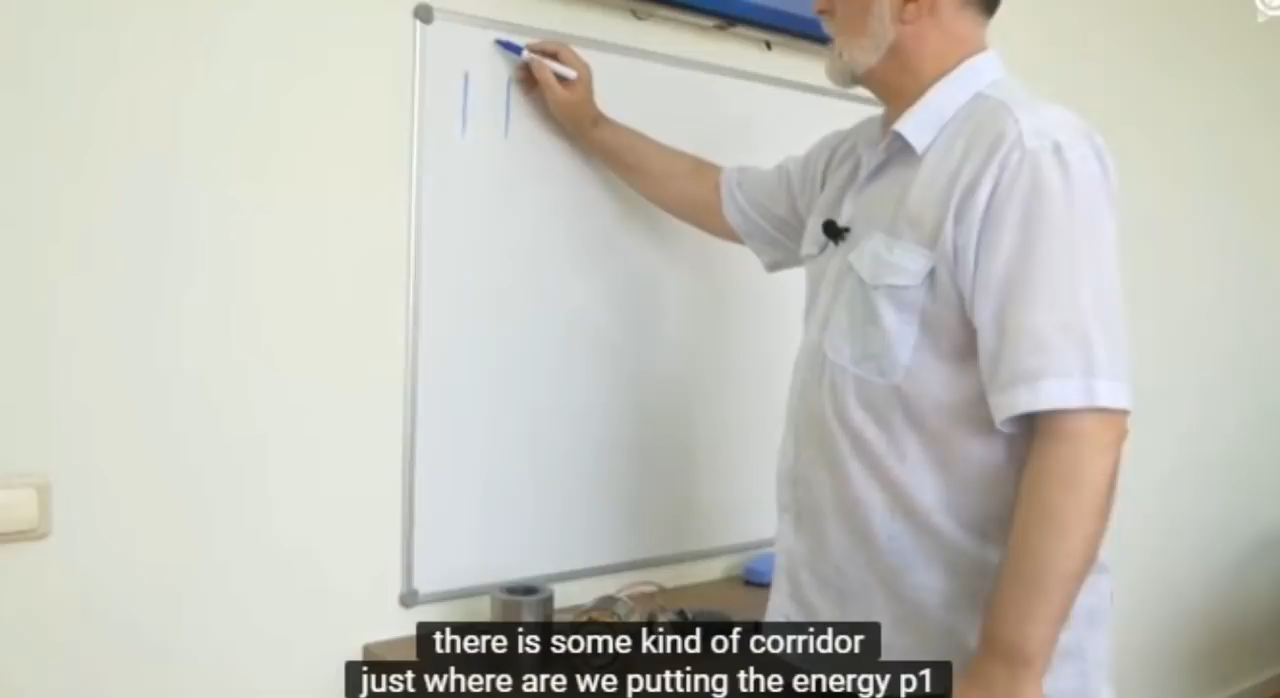 there is some kind of corridor
just where are we putting the energy p1